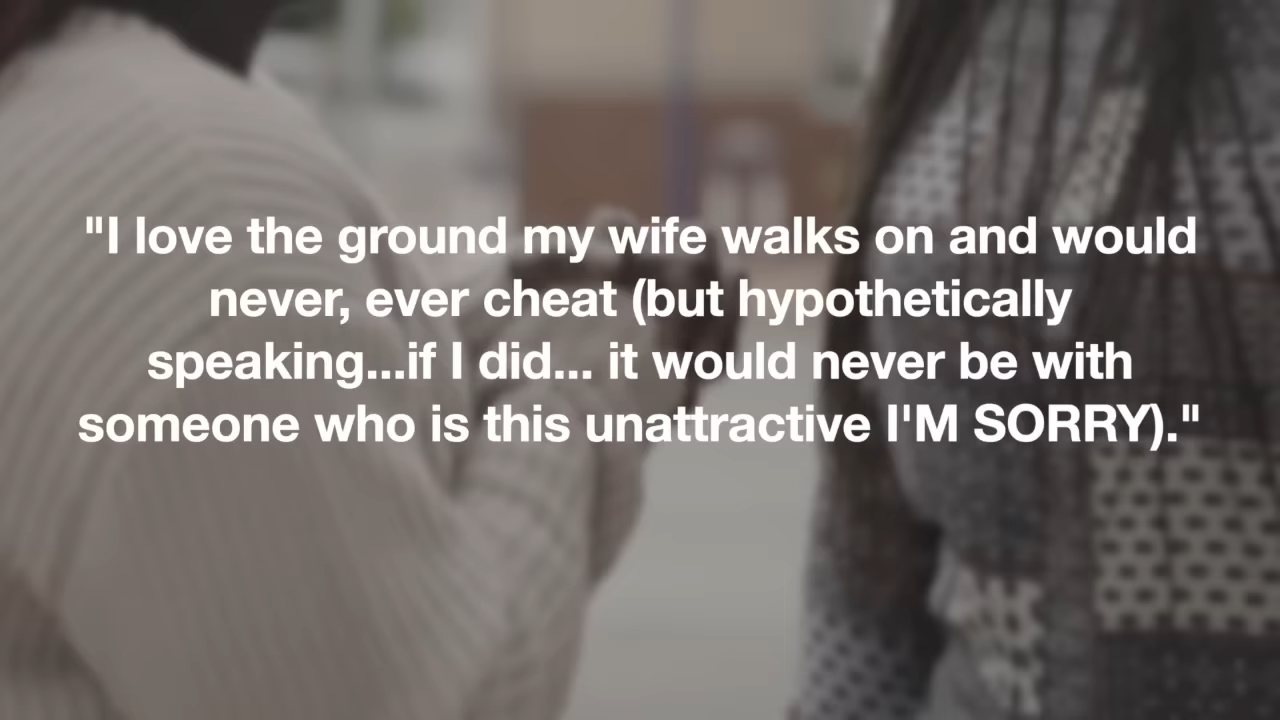 "I love the ground my wife walks on and would
never, ever cheat (but hypothetically
speaking...if I did... it would never be with
someone who is this unattractive I'M SORRY)."